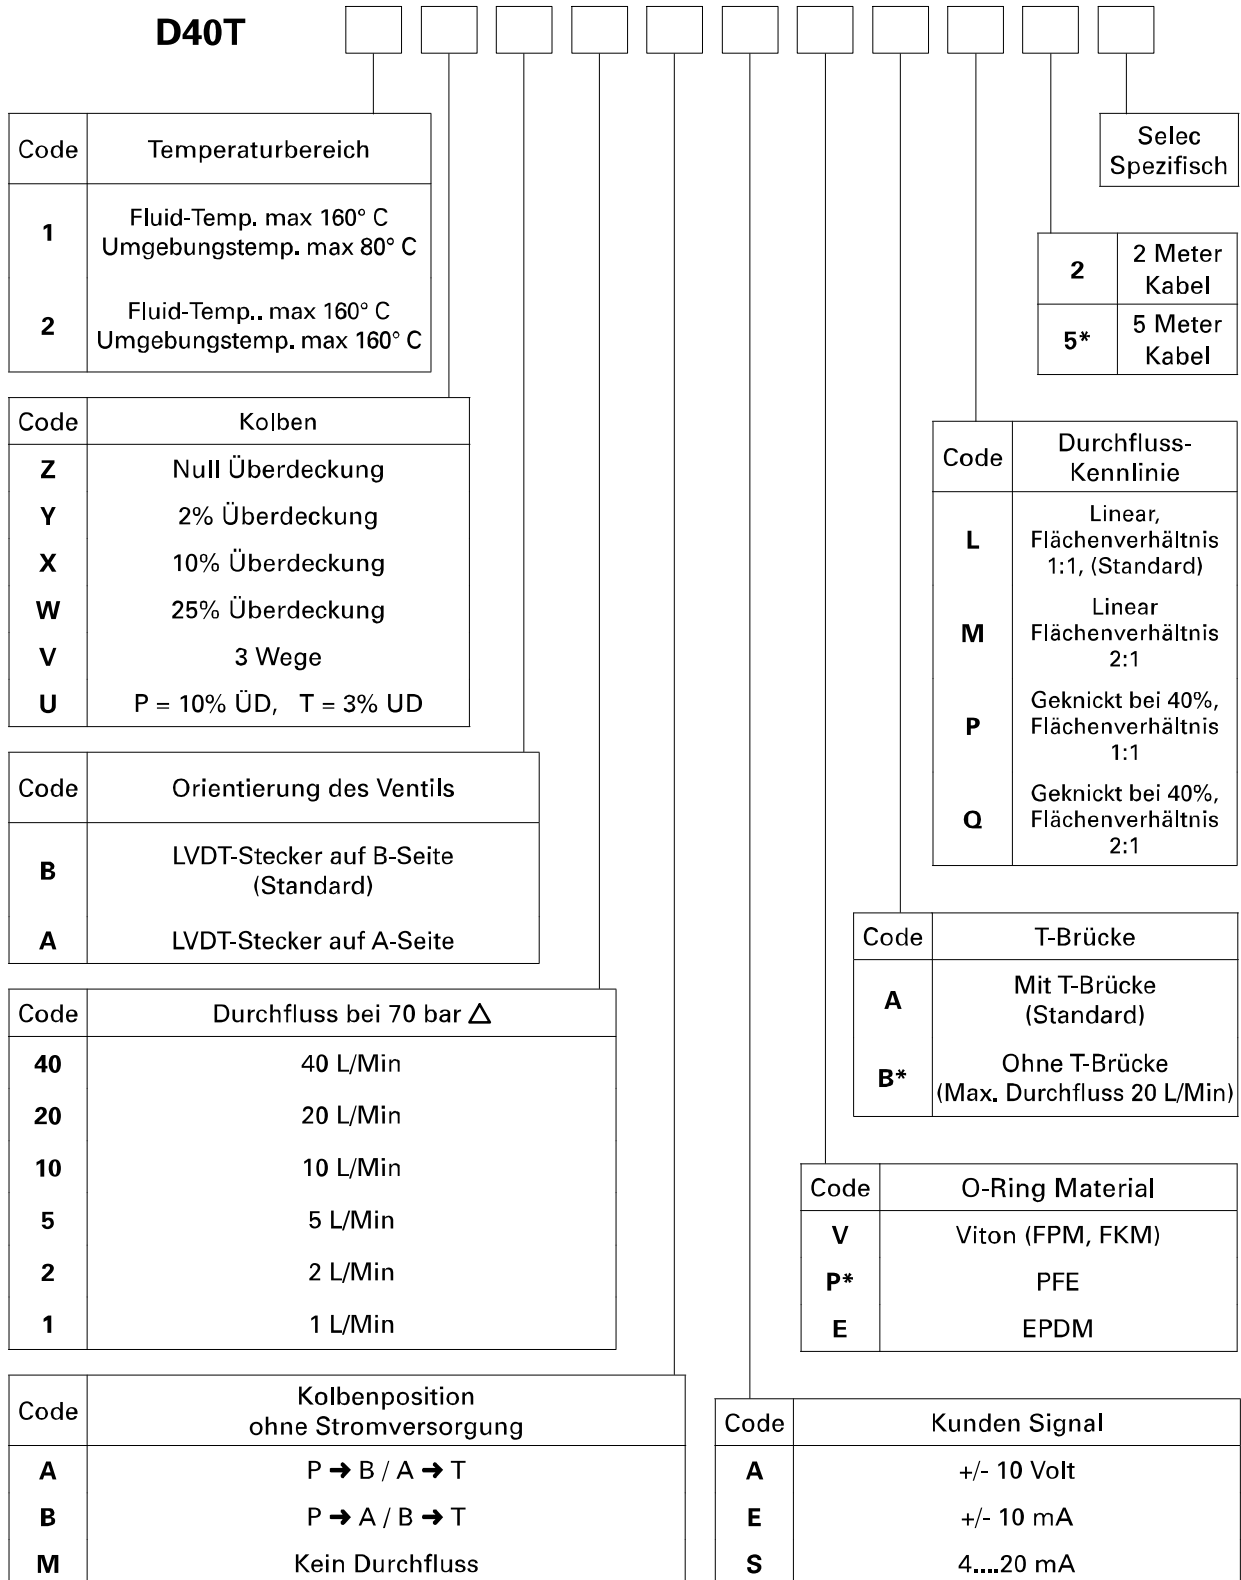 D40T
Code Temperaturbereich
1 Fluid-Temp. max 160° C
Umgebungstemp. max 80° C
2 Fluid-Temp.. max 160° C
Umgebungstemp. max 160° C
Code Kolben
Z Null Überdeckung
Y 2% Überdeckung
X 10% Überdeckung
W 25% Überdeckung
V 3 Wege
U P = 10% ÜD, T = 3% UD
Code Orientierung des Ventils
B LVDT-Stecker auf B-Seite
(Standard)
A LVDT-Stecker auf A-Seite
Code Durchfluss bei 70 bar △
40 40 L/Min
20 20 L/Min
10 10 L/Min
5 5 L/Min
2 2 L/Min
1 1 L/Min
Code Kolbenposition
ohne Stromversorgung
A P ➜ B / A ➜ T
B P ➜ A / B ➜ T
M Kein Durchfluss
Selec
Spezifisch
2 2 Meter
Kabel
5* 5 Meter
Kabel
Code Durchfluss-
Kennlinie
L Linear,
Flächenverhältnis
1:1, (Standard)
M Linear
Flächenverhältnis
2:1
P Geknickt bei 40%,
Flächenverhältnis
1:1
Q Geknickt bei 40%,
Flächenverhältnis
2:1
Code T-Brücke
A Mit T-Brücke
(Standard)
B* Ohne T-Brücke
(Max. Durchfluss 20 L/Min)
Code O-Ring Material
V Viton (FPM, FKM)
P* PFE
E EPDM
Code Kunden Signal
A +/- 10 Volt
E +/- 10 mA
S 4....20 mA